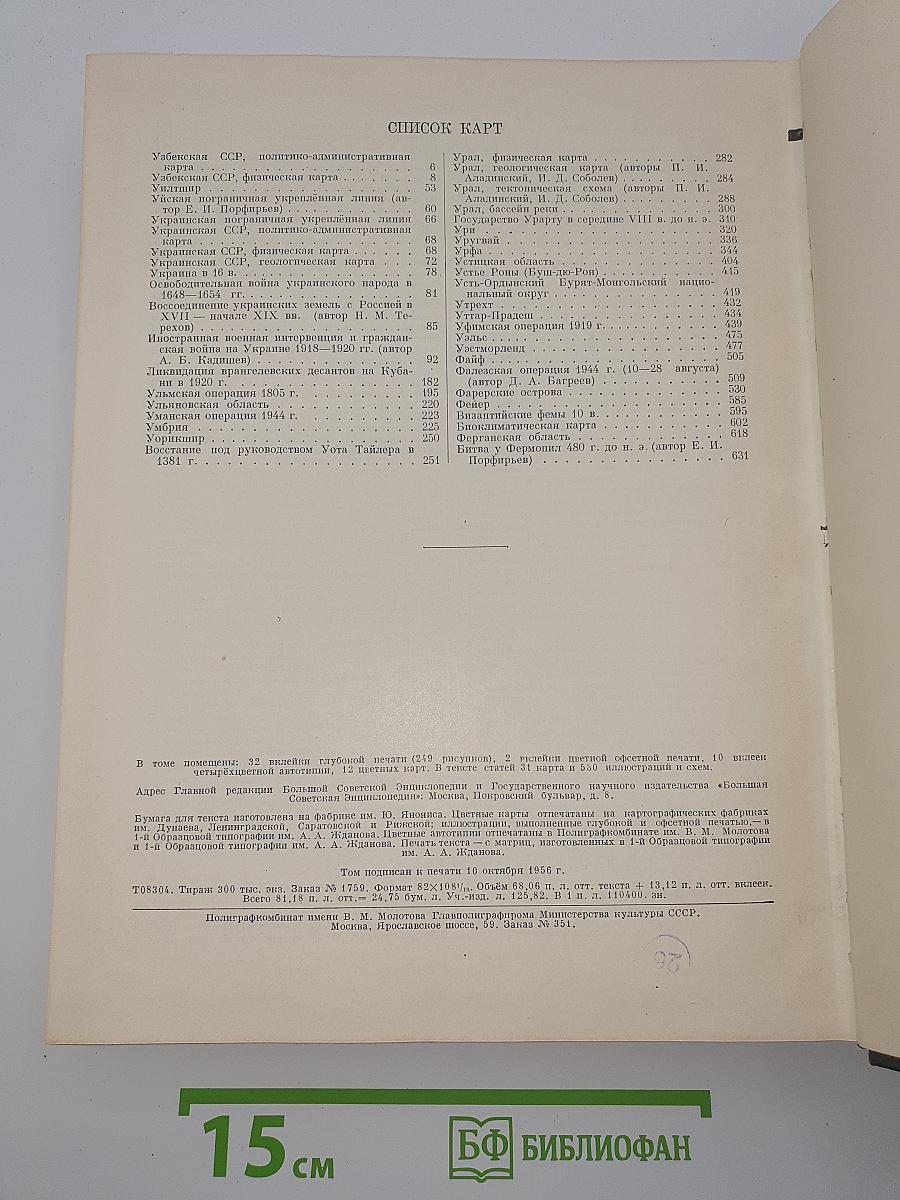 СПИСОК КАРТ
Узбекская ССР, политико-административная
карта . . . . . . . . . . . . . . . . . . 6
Узбекская ССР, физическая карта . . . . . . . 8
Уилтшир . . . . . . . . . . . . . . . . . . . 53
Уйская пограничная укреплённая линия (ав-
тор Е. И. Порфирьев) . . . . . . . . . . . . 60
Украинская пограничная укреплённая линия 66
Украинская ССР, политико-административная
карта . . . . . . . . . . . . . . . . . . 68
Украинская ССР, физическая карта . . . . . . 68
Украинская ССР, геологическая карта . . . . 72
Украина в 16 в. . . . . . . . . . . . . . . . 78
Освободительная война украинского народа в
1648—1654 гг. . . . . . . . . . . . . . . 81
Воссоединение украинских земель с Россией в
XVII — начале XIX вв. (автор Н. М. Те-
рехов) . . . . . . . . . . . . . . . . . . 85
Иностранная военная интервенция и граждан-
ская война на Украине 1918—1920 гг. (автор
А. Б. Кадишев) . . . . . . . . . . . . . . 92
Ликвидация врангелевских десантов на Куба-
ни в 1920 г. . . . . . . . . . . . . . . . 182
Ульмская операция 1805 г. . . . . . . . . . . 195
Ульяновская область . . . . . . . . . . . . . 220
Уманская операция 1944 г. . . . . . . . . . . 223
Умбрия . . . . . . . . . . . . . . . . . . . 225
Уорикшир . . . . . . . . . . . . . . . . . . 250
Восстание под руководством Уота Тайлера в
1381 г. . . . . . . . . . . . . . . . . . 251
Урал, физическая карта . . . . . . . . . . . 282
Урал, геологическая карта (авторы П. И.
Аладинский, И. Д. Соболев) . . . . . . . . 284
Урал, тектоническая схема (авторы П. И.
Аладинский, И. Д. Соболев) . . . . . . . . 288
Урал, бассейн реки . . . . . . . . . . . . . 300
Государство Урарту в середине VIII в. до н. э. 310
Ури . . . . . . . . . . . . . . . . . . . . 320
Уругвай . . . . . . . . . . . . . . . . . . 336
Урфа . . . . . . . . . . . . . . . . . . . . 344
Устицкая область . . . . . . . . . . . . . . 404
Устье Роны (Буш-дю-Рон) . . . . . . . . . . . 415
Усть-Ордынский Бурят-Монгольский нацио-
нальный округ . . . . . . . . . . . . . . 419
Утрехт . . . . . . . . . . . . . . . . . . . 432
Уттар-Прадеш . . . . . . . . . . . . . . . . 434
Уфимская операция 1919 г. . . . . . . . . . . 439
Уэльс . . . . . . . . . . . . . . . . . . . 475
Уэстморленд . . . . . . . . . . . . . . . . 477
Файф . . . . . . . . . . . . . . . . . . . . 505
Фалезская операция 1944 г. (10—28 августа)
(автор Д. А. Багреев) . . . . . . . . . . 509
Фарерские острова . . . . . . . . . . . . . 530
Фейер . . . . . . . . . . . . . . . . . . . 585
Византийские фемы 10 в. . . . . . . . . . . . 595
Биоклиматическая карта . . . . . . . . . . . 602
Ферганская область . . . . . . . . . . . . . 618
Битва у Фермопил 480 г. до н. э. (автор Е. И.
Порфирьев) . . . . . . . . . . . . . . . . 631
В томе помещены: 32 вклейки глубокой печати (249 рисунков), 2 вклейки цветной офсетной печати, 10 вклеек
четырёхцветной автотипии, 12 цветных карт. В тексте статей 31 карта и 530 иллюстраций и схем.
Адрес Главной редакции Большой Советской Энциклопедии и Государственного научного издательства «Большая
Советская Энциклопедия»: Москва, Покровский бульвар, д. 8.
Бумага для текста изготовлена на фабрике им. Ю. Янониса. Цветные карты отпечатаны на картографических фабриках
им. Дунаева, Ленинградской, Саратовской и Рижской; иллюстрации, выполненные глубокой и офсетной печатью,— в
1-й Образцовой типографии им. А. А. Жданова. Цветные автотипии отпечатаны в Полиграфкомбинате им. В. М. Молотова
и 1-й Образцовой типографии им. А. А. Жданова. Печать текста — с матриц, изготовленных в 1-й Образцовой типографии
им. А. А. Жданова.
Том подписан к печати 10 октября 1956 г.
Т08304. Тираж 300 тыс. экз. Заказ № 1759. Формат 82×108¹/₁₆. Объём 68,06 п. л. отт. текста + 13,12 п. л. отт. вклеек.
Всего 81,18 п. л. отт.= 24,75 бум. л. Уч.-изд. л. 125,82. В 1 п. л. 110400. зн.
Полиграфкомбинат имени В. М. Молотова Главполиграфпрома Министерства культуры СССР.
Москва, Ярославское шоссе, 59. Заказ № 351.
26
15 см
БФ БИБЛИОФАН